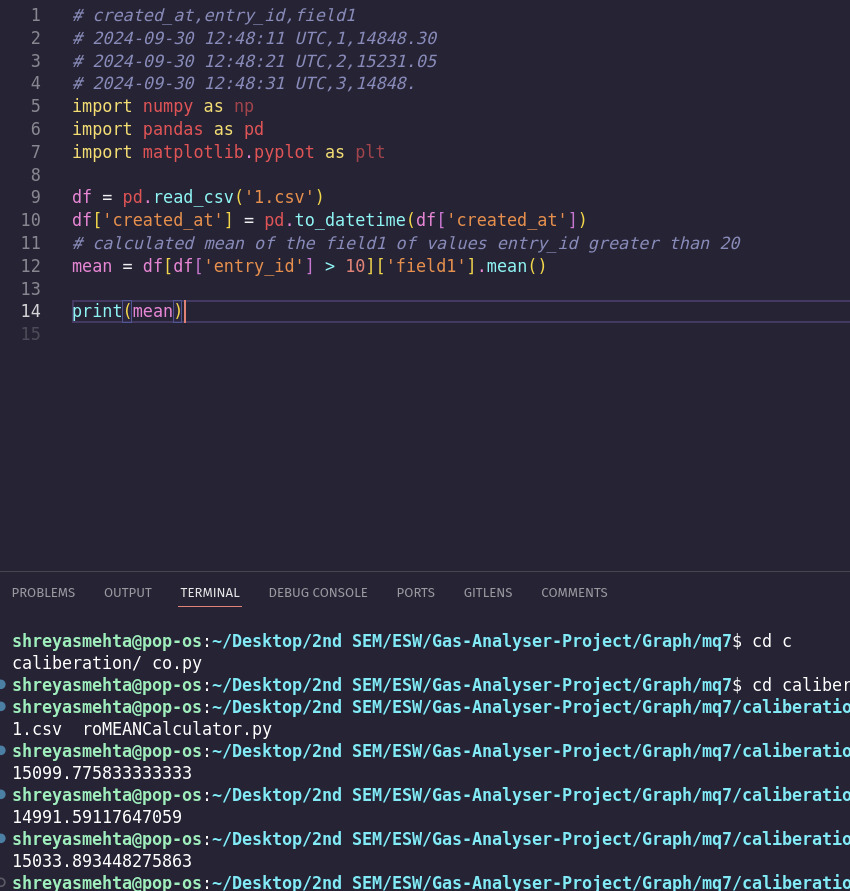 1 # created_at,entry_id,field1
2 # 2024-09-30 12:48:11 UTC,1,14848.30
3 # 2024-09-30 12:48:21 UTC,2,15231.05
4 # 2024-09-30 12:48:31 UTC,3,14848.
5 import numpy as np
6 import pandas as pd
7 import matplotlib.pyplot as plt
8
9 df = pd.read_csv('1.csv')
10 df['created_at'] = pd.to_datetime(df['created_at'])
11 # calculated mean of the field1 of values entry_id greater than 20
12 mean = df[df['entry_id'] > 10]['field1'].mean()
13
14 print(mean)
15
PROBLEMS OUTPUT TERMINAL DEBUG CONSOLE PORTS GITLENS COMMENTS
shreyasmehta@pop-os:~/Desktop/2nd SEM/ESW/Gas-Analyser-Project/Graph/mq7$ cd c
caliberation/ co.py
shreyasmehta@pop-os:~/Desktop/2nd SEM/ESW/Gas-Analyser-Project/Graph/mq7$ cd caliber
shreyasmehta@pop-os:~/Desktop/2nd SEM/ESW/Gas-Analyser-Project/Graph/mq7/caliberatio
1.csv  roMEANCalculator.py
shreyasmehta@pop-os:~/Desktop/2nd SEM/ESW/Gas-Analyser-Project/Graph/mq7/caliberatio
15099.775833333333
shreyasmehta@pop-os:~/Desktop/2nd SEM/ESW/Gas-Analyser-Project/Graph/mq7/caliberatio
14991.59117647059
shreyasmehta@pop-os:~/Desktop/2nd SEM/ESW/Gas-Analyser-Project/Graph/mq7/caliberatio
15033.893448275863
shreyasmehta@pop-os:~/Desktop/2nd SEM/ESW/Gas-Analyser-Project/Graph/mq7/caliberatio